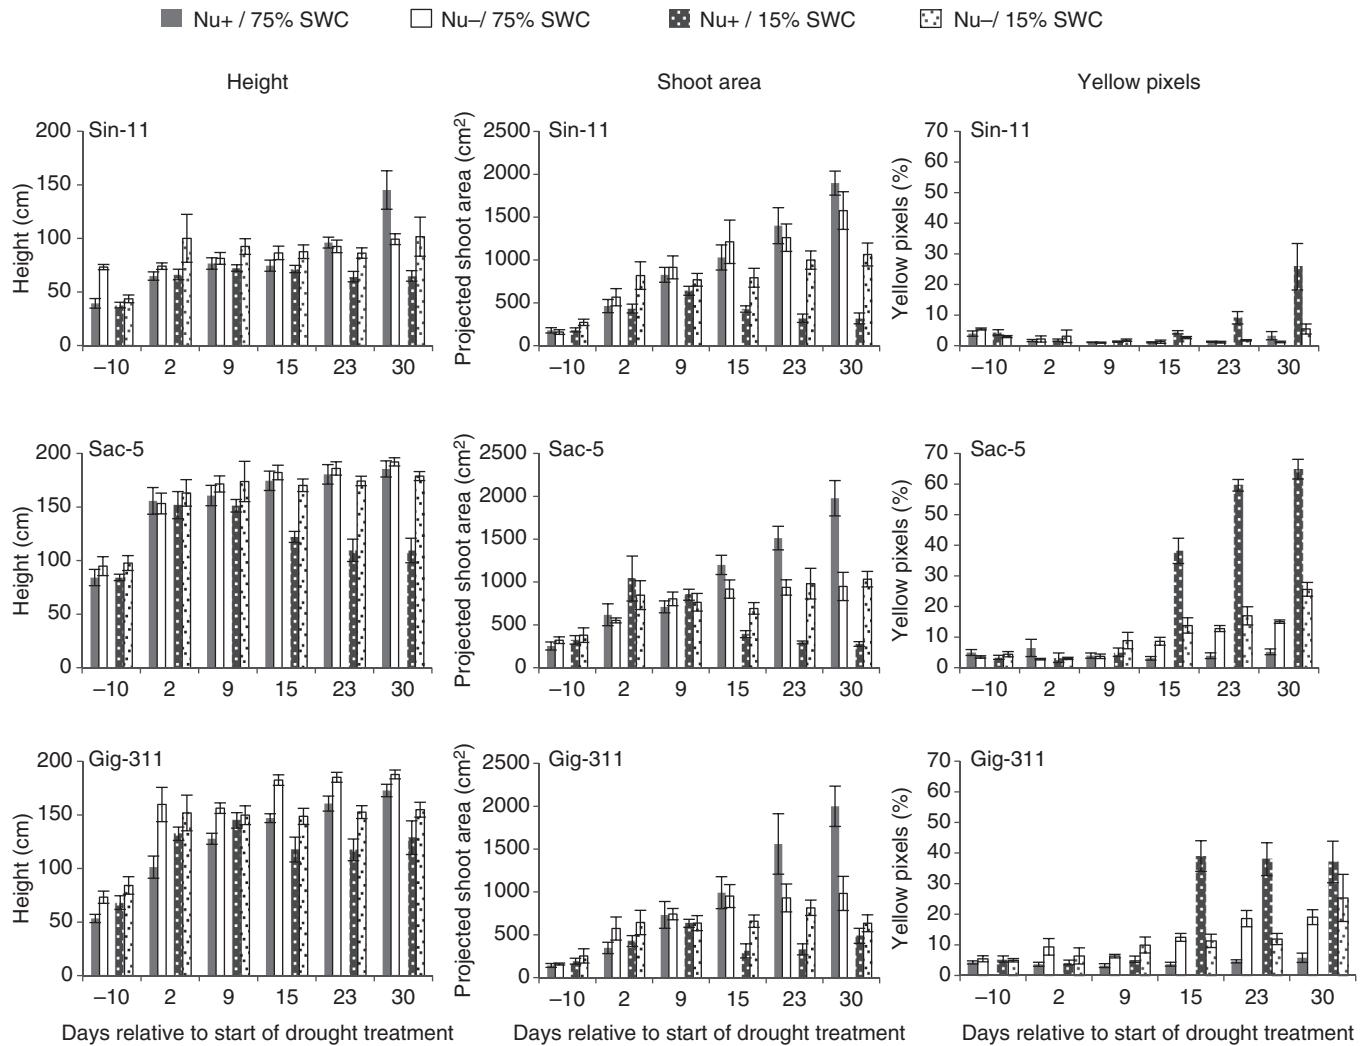 Nu+ / 75% SWC Nu–/ 75% SWC Nu+ / 15% SWC Nu–/ 15% SWC
Height Shoot area Yellow pixels
Sin-11
Height (cm)
200
150
100
50
0
–10 2 9 15 23 30
Sin-11
Projected shoot area (cm²)
2500
2000
1500
1000
500
0
–10 2 9 15 23 30
Sin-11
Yellow pixels (%)
70
60
50
40
30
20
10
0
–10 2 9 15 23 30
Sac-5
Height (cm)
200
150
100
50
0
–10 2 9 15 23 30
Sac-5
Projected shoot area (cm²)
2500
2000
1500
1000
500
0
–10 2 9 15 23 30
Sac-5
Yellow pixels (%)
70
60
50
40
30
20
10
0
–10 2 9 15 23 30
Gig-311
Height (cm)
200
150
100
50
0
–10 2 9 15 23 30
Days relative to start of drought treatment
Gig-311
Projected shoot area (cm²)
2500
2000
1500
1000
500
0
–10 2 9 15 23 30
Days relative to start of drought treatment
Gig-311
Yellow pixels (%)
70
60
50
40
30
20
10
0
–10 2 9 15 23 30
Days relative to start of drought treatment